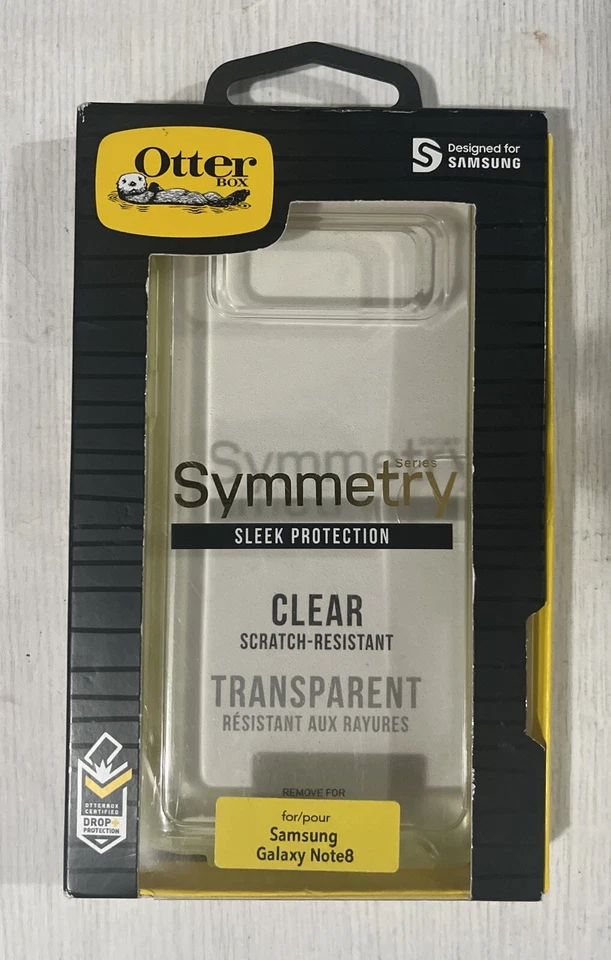 Otter
BOX
Designed for
SAMSUNG
Series
Symmetry
SLEEK PROTECTION
CLEAR
SCRATCH-RESISTANT
TRANSPARENT
RÉSISTANT AUX RAYURES
REMOVE FOR
for/pour
Samsung
Galaxy Note8
OTTERBOX
CERTIFIED
DROP+
PROTECTION